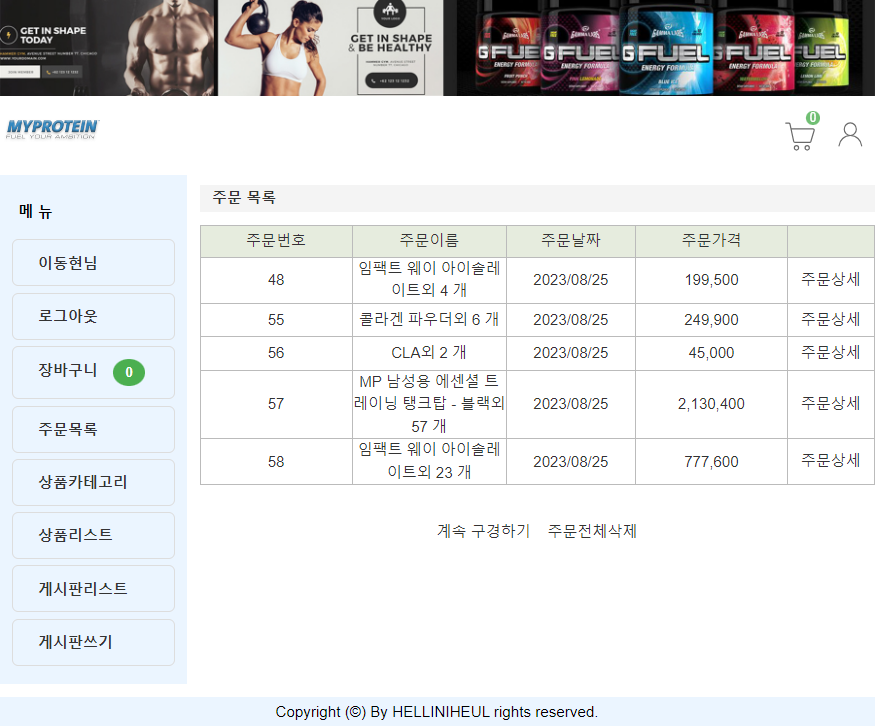 GET IN SHAPE
TODAY
GET IN SHAPE
& BE HEALTHY
GAMMA LABS
G FUEL
ENERGY FORMULA
MYPROTEIN
FUEL YOUR AMBITION
0
메 뉴
이동현님
로그아웃
장바구니 0
주문목록
상품카테고리
상품리스트
게시판리스트
게시판쓰기
주문 목록
주문번호 주문이름 주문날짜 주문가격
48 임팩트 웨이 아이솔레 2023/08/25 199,500 주문상세
이트외 4 개
55 콜라겐 파우더외 6 개 2023/08/25 249,900 주문상세
56 CLA외 2 개 2023/08/25 45,000 주문상세
MP 남성용 에센셜 트
57 레이닝 탱크탑 - 블랙외 2023/08/25 2,130,400 주문상세
57 개
58 임팩트 웨이 아이솔레 2023/08/25 777,600 주문상세
이트외 23 개
계속 구경하기 주문전체삭제
Copyright (©) By HELLINIHEUL rights reserved.